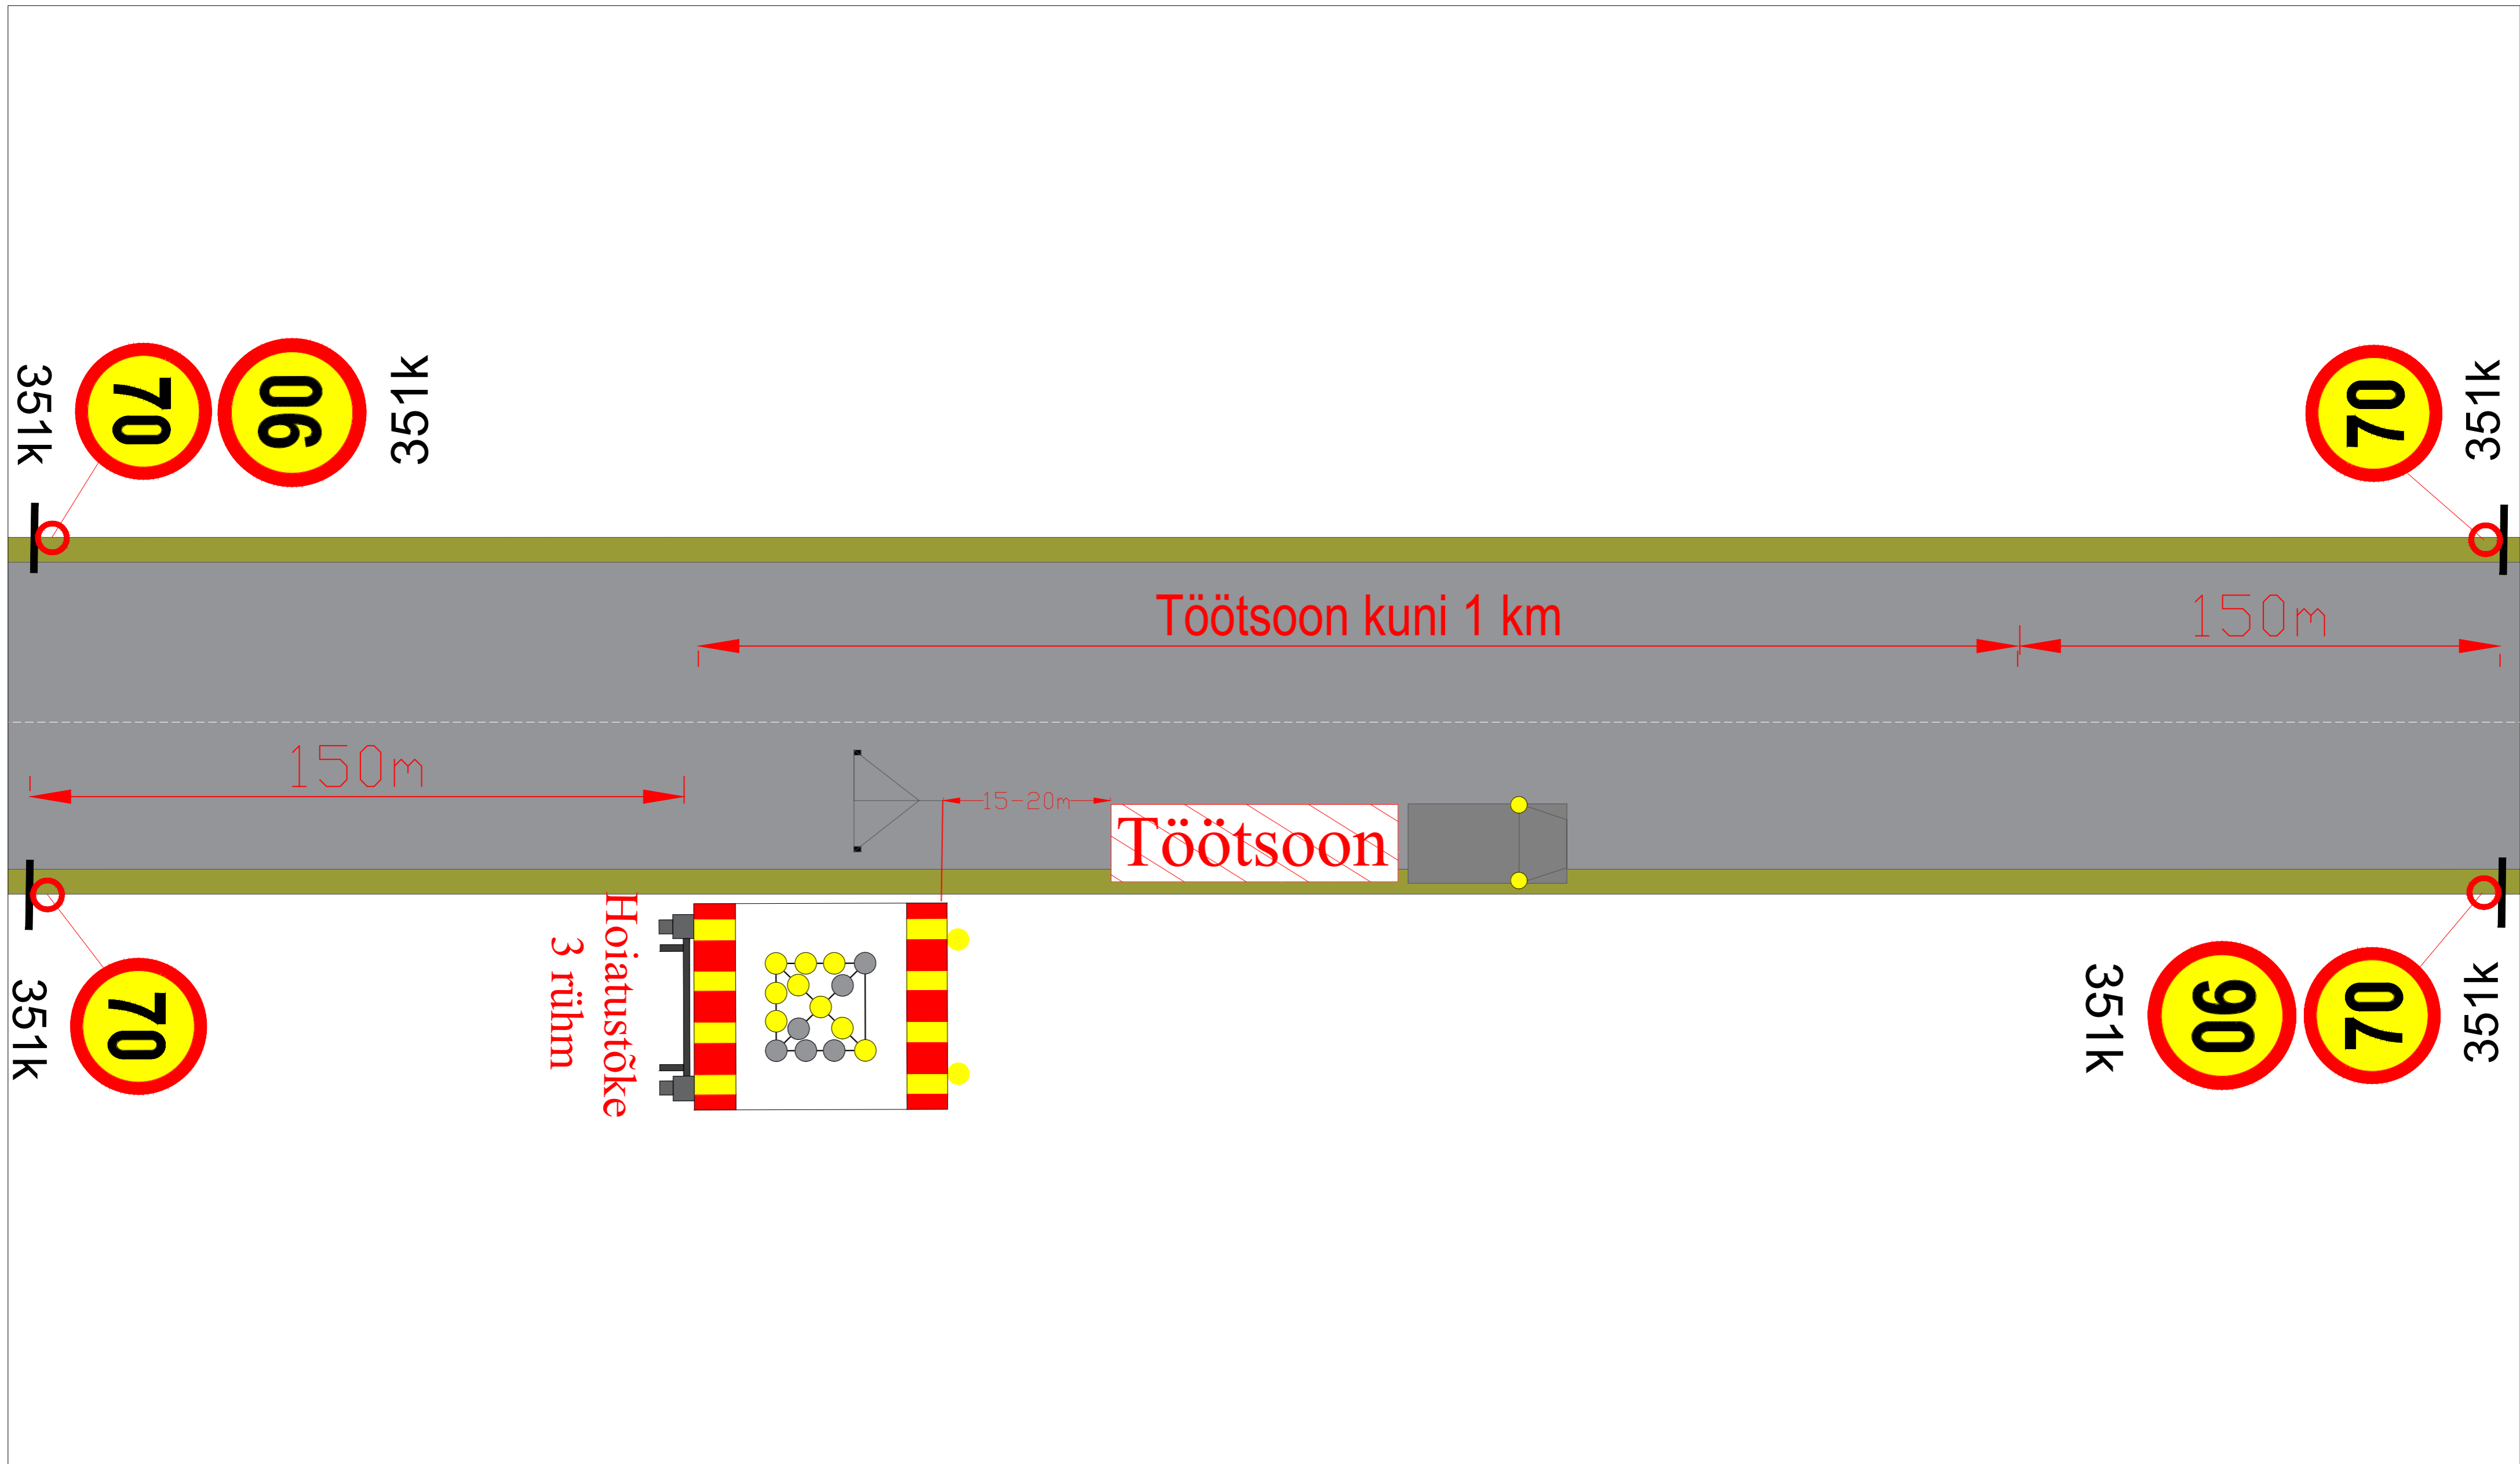 351k
70
90
351k
70
351k
Töötsoon kuni 1 km
150m
150m
15-20m
Töötsoon
Hoiatustõke
3 rühm
351k
70
351k
90
70
351k